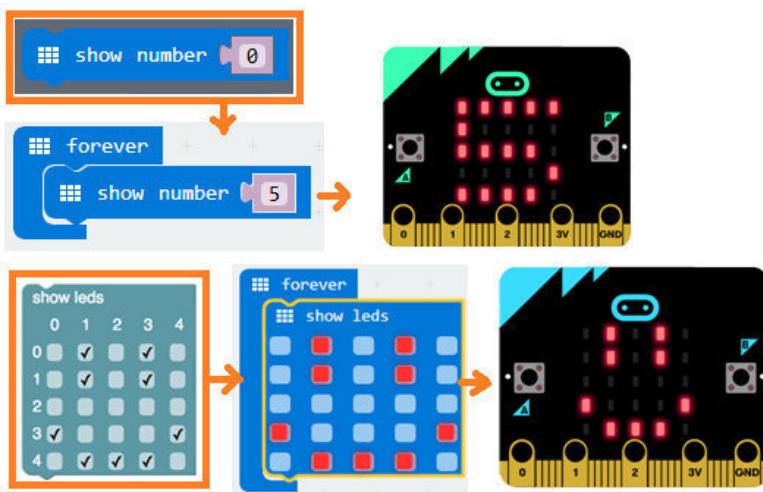 show number 0
forever
show number 5
A
B
0 1 2 3V GND
show leds
0 1 2 3 4
0
1
2
3
4
forever
show leds
A
B
0 1 2 3V GND